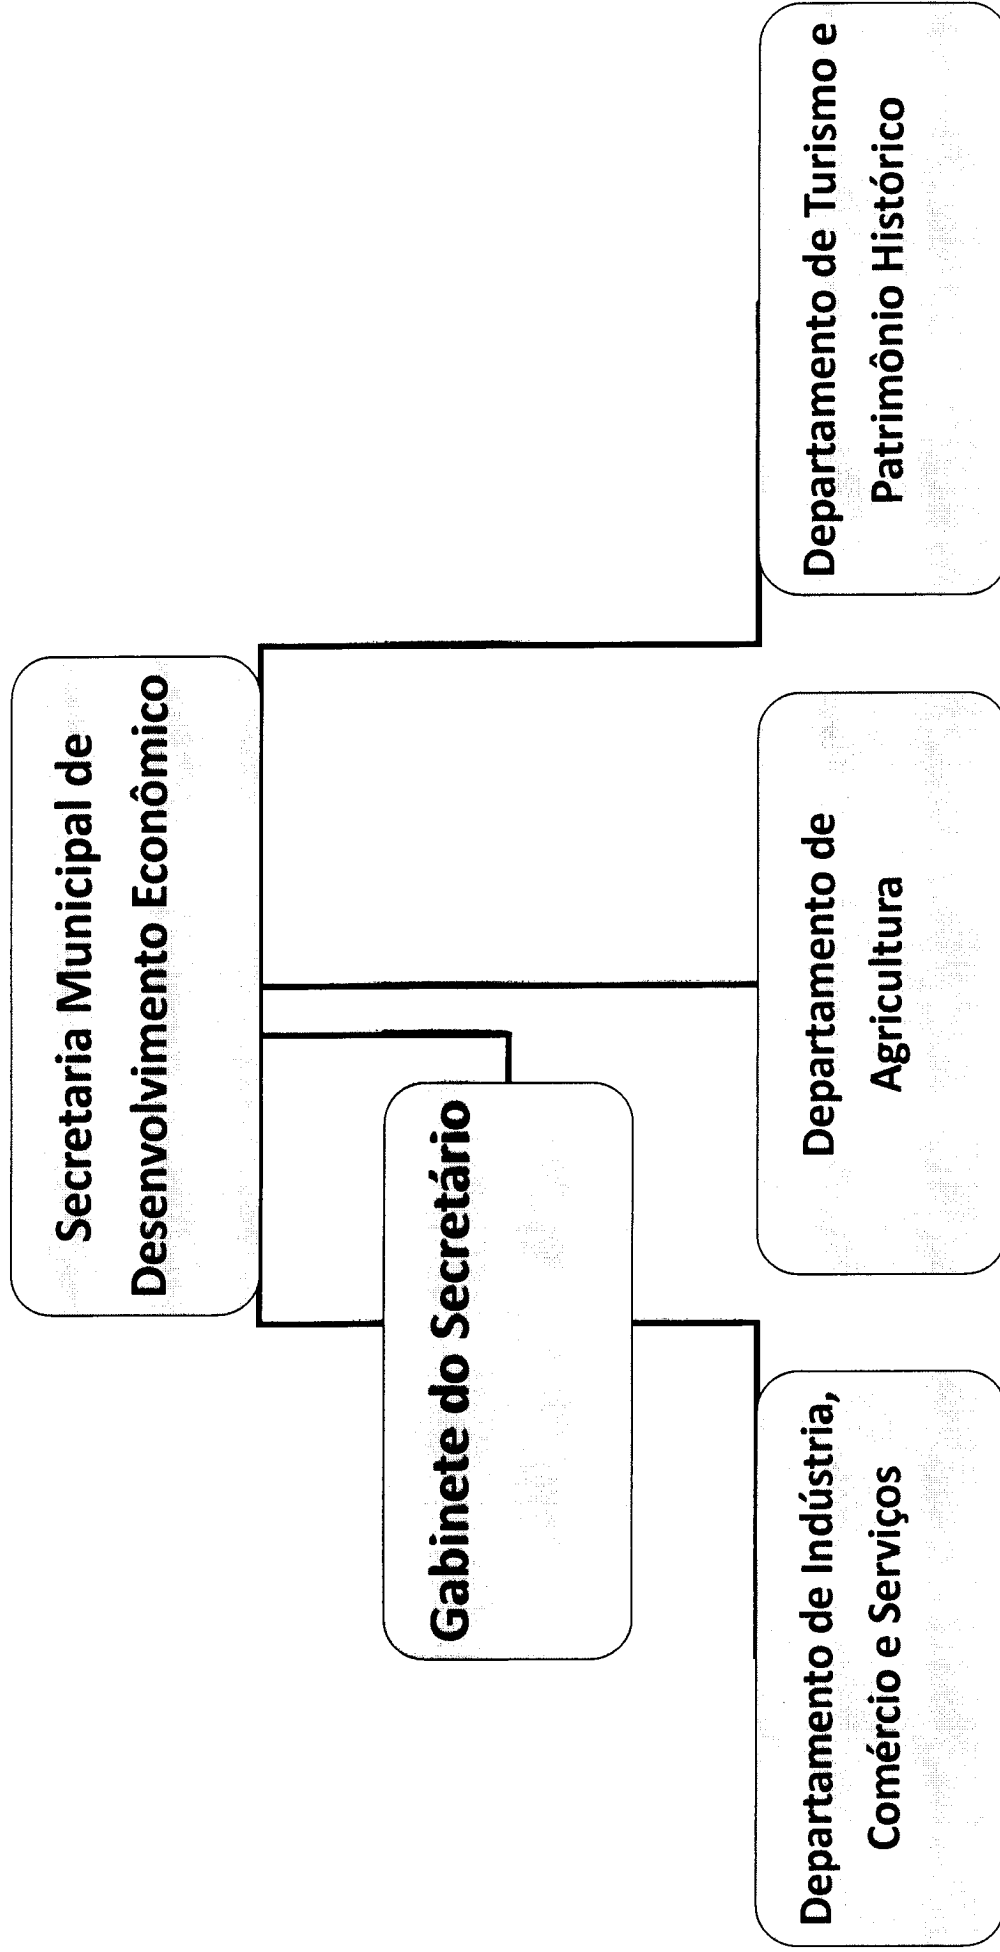 Secretaria Municipal de
Desenvolvimento Econômico
Gabinete do Secretário
Departamento de Indústria,
Comércio e Serviços
Departamento de
Agricultura
Departamento de Turismo e
Patrimônio Histórico